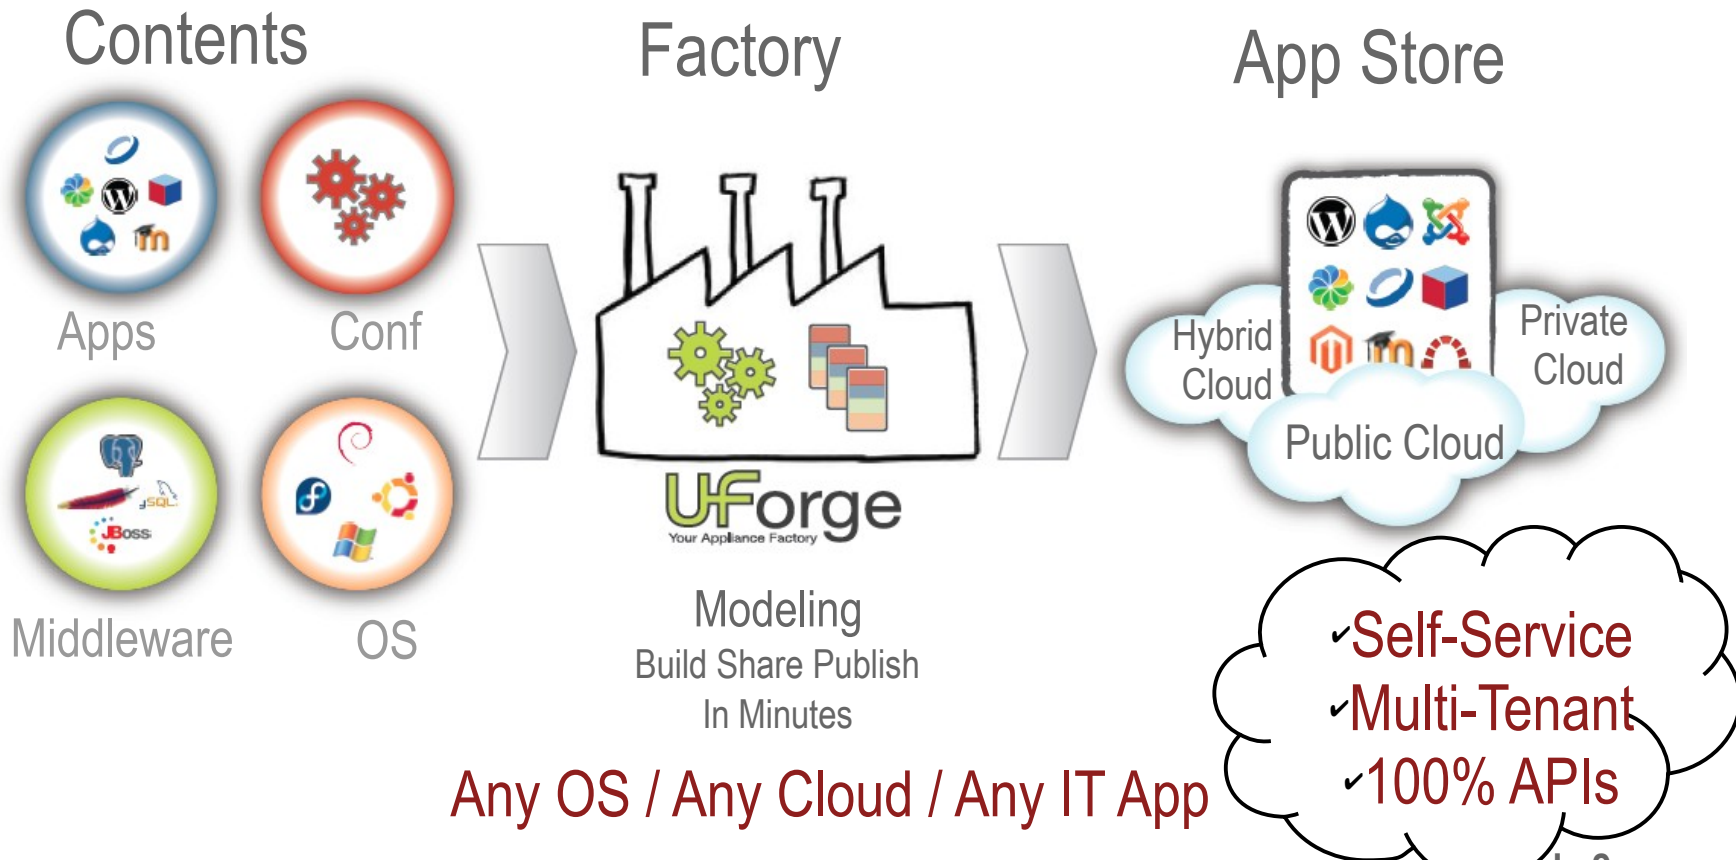 Contents
Factory
App Store
Apps
Conf
Middleware
OS
JBoss
UForge
Your Appliance Factory
Modeling
Build Share Publish
In Minutes
Hybrid
Cloud
Private
Cloud
Public Cloud
✓Self-Service
✓Multi-Tenant
✓100% APIs
Any OS / Any Cloud / Any IT App